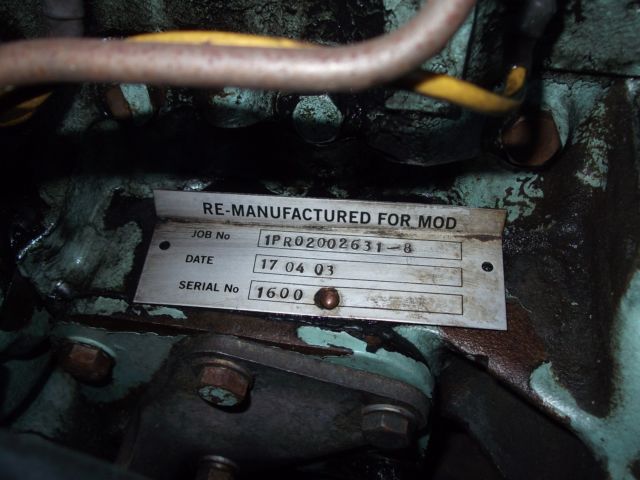 RE-MANUFACTURED FOR MOD
JOB No 1PR02002631-8
DATE 17 04 03
SERIAL No 1600